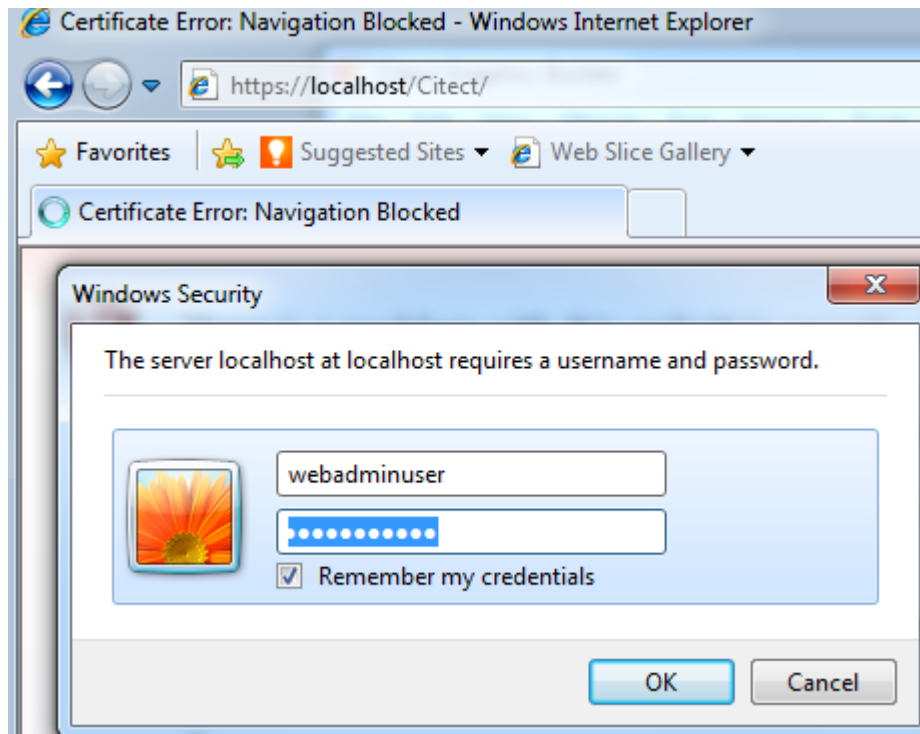 Certificate Error: Navigation Blocked - Windows Internet Explorer
https://localhost/Citect/
Favorites Suggested Sites Web Slice Gallery
Certificate Error: Navigation Blocked
Windows Security
The server localhost at localhost requires a username and password.
webadminuser
●●●●●●●●●●●
Remember my credentials
OK Cancel